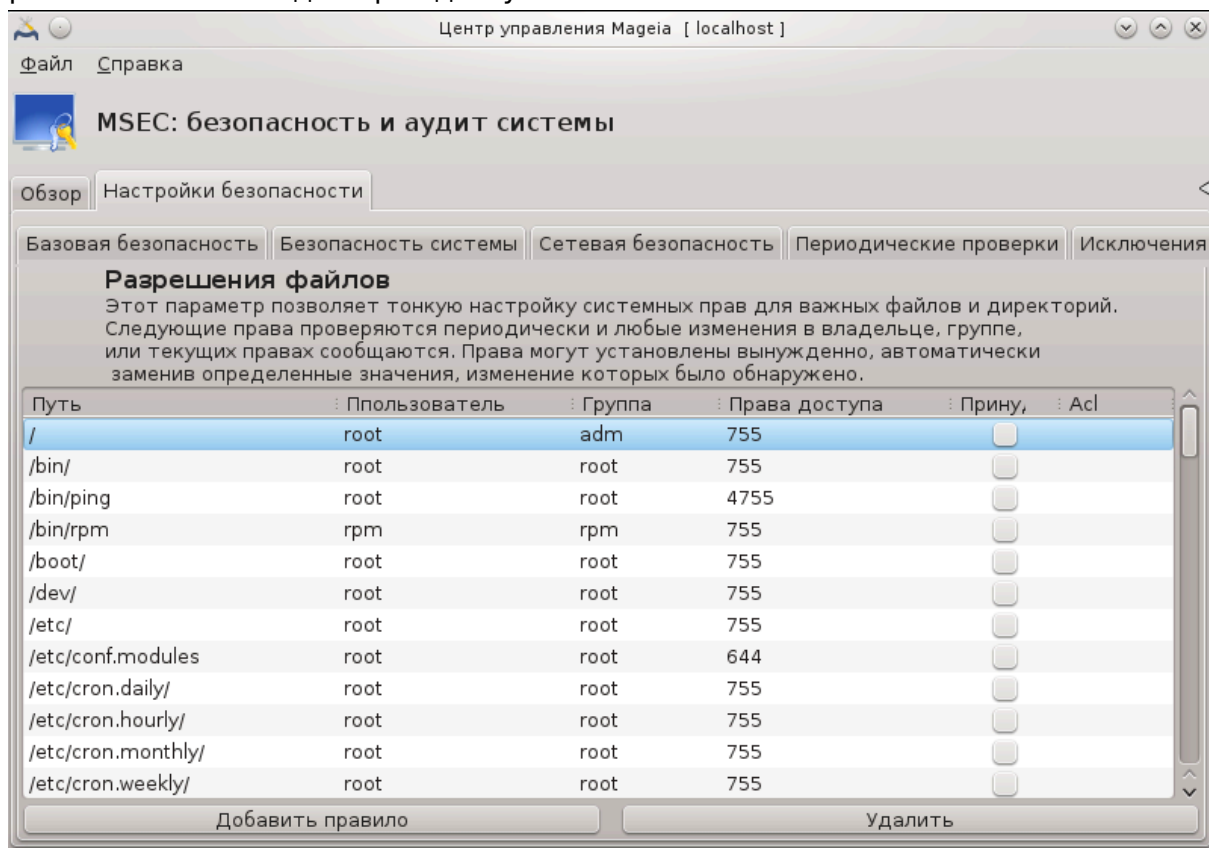 Центр управления Mageia [ localhost ]
Файл Справка
MSEC: безопасность и аудит системы
Обзор Настройки безопасности <
Базовая безопасность Безопасность системы Сетевая безопасность Периодические проверки Исключения
Разрешения файлов
Этот параметр позволяет тонкую настройку системных прав для важных файлов и директорий.
Следующие права проверяются периодически и любые изменения в владельце, группе,
или текущих правах сообщаются. Права могут установлены вынужденно, автоматически
заменив определенные значения, изменение которых было обнаружено.
Путь Ппользователь Группа Права доступа Прину, Acl
/ root adm 755
/bin/ root root 755
/bin/ping root root 4755
/bin/rpm rpm rpm 755
/boot/ root root 755
/dev/ root root 755
/etc/ root root 755
/etc/conf.modules root root 644
/etc/cron.daily/ root root 755
/etc/cron.hourly/ root root 755
/etc/cron.monthly/ root root 755
/etc/cron.weekly/ root root 755
Добавить правило Удалить